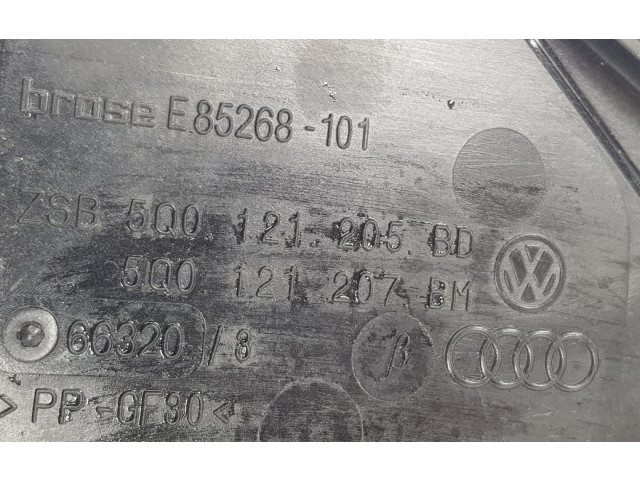 brose E85268-101
ZSB 5Q0 121 205 BD
5Q0 121 207 BM
66320/8 β
>PP-GF30<